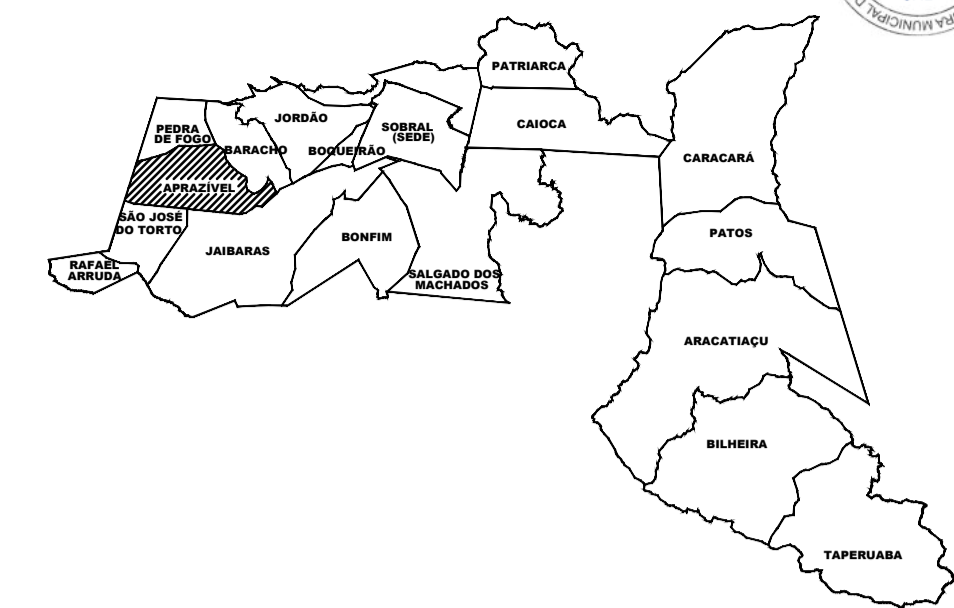 PATRIARCA
CAIOCA
JORDÃO
SOBRAL
(SEDE)
PEDRA
DE FOGO
BARACHO
BOQUEIRÃO
CARACARÁ
APRAZÍVEL
SÃO JOSÉ
DO TORTO
JAIBARAS
BONFIM
PATOS
RAFAEL
ARRUDA
SALGADO DOS
MACHADOS
ARACATIAÇU
BILHEIRA
TAPERUABA